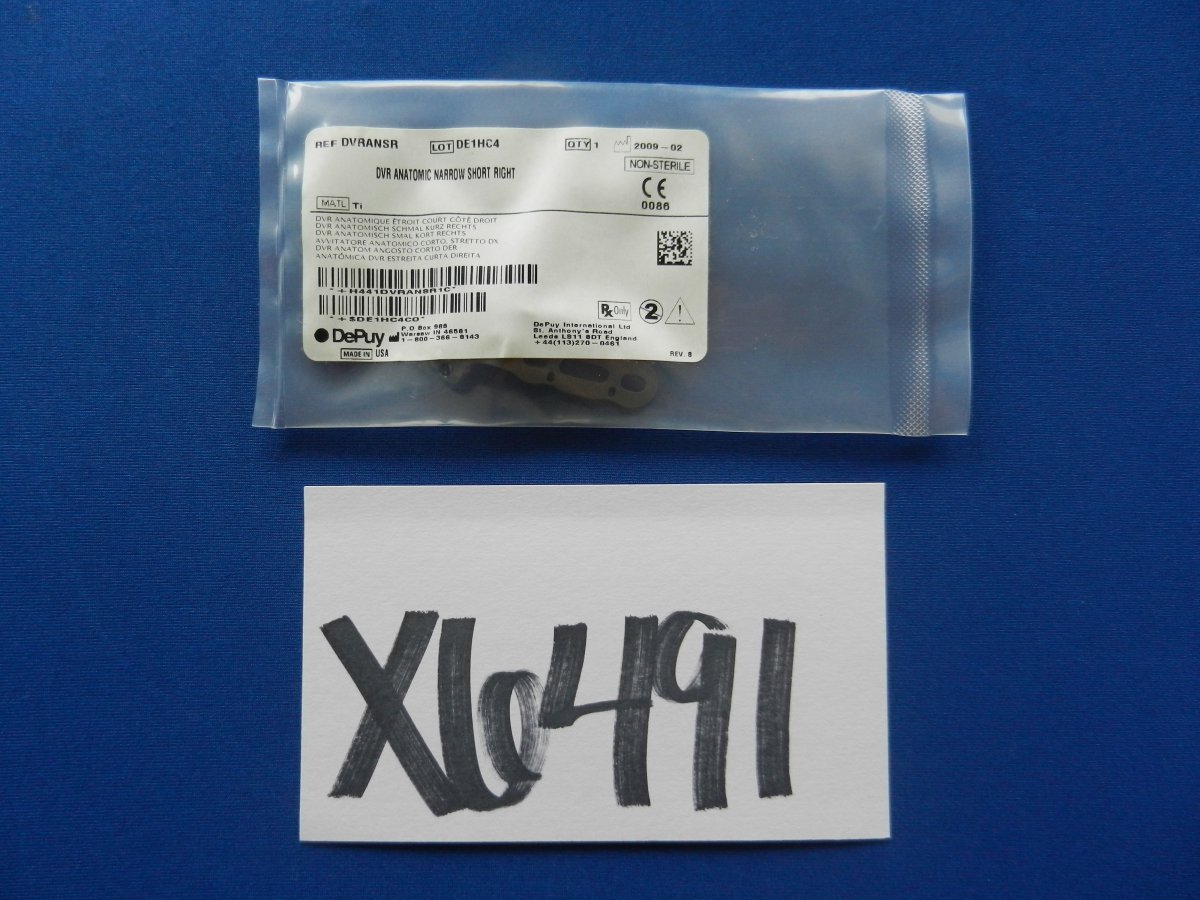 REF DVRANSR LOT DE1HC4 QTY 1 2009-02
NON-STERILE
DVR ANATOMIC NARROW SHORT RIGHT
CE
0086
MATL Ti
DVR ANATOMIQUE ÉTROIT COURT CÔTÉ DROIT
DVR ANATOMISCH SCHMAL KURZ RECHTS
DVR ANATOMISCH SMAL KORT RECHTS
AVVITATORE ANATOMICO CORTO, STRETTO DX
DVR ANATOM ANGOSTO CORTO DER
ANATÔMICA DVR ESTREITA CURTA DIREITA
*+H441DVRANSR1C*
*+$DE1HC4C0*
Rx Only 2
DePuy
P.O Box 988
Warsaw IN 46581
1-800-366-8143
MADE IN USA
DePuy International Ltd
St. Anthony's Road
Leeds LS11 8DT England
+44(113)270-0461
REV. B
X6491